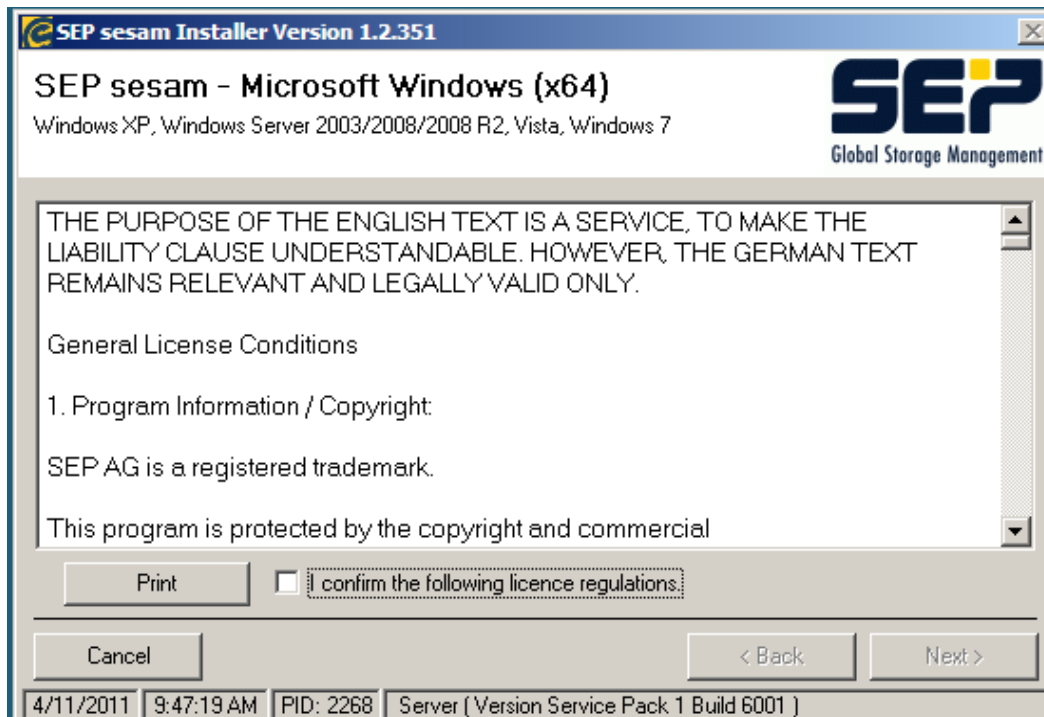 SEP sesam Installer Version 1.2.351
SEP sesam - Microsoft Windows (x64)
Windows XP, Windows Server 2003/2008/2008 R2, Vista, Windows 7
SEP
Global Storage Management
THE PURPOSE OF THE ENGLISH TEXT IS A SERVICE, TO MAKE THE
LIABILITY CLAUSE UNDERSTANDABLE. HOWEVER, THE GERMAN TEXT
REMAINS RELEVANT AND LEGALLY VALID ONLY.
General License Conditions
1. Program Information / Copyright:
SEP AG is a registered trademark.
This program is protected by the copyright and commercial
Print
I confirm the following licence regulations.
Cancel
< Back
Next >
4/11/2011
9:47:19 AM
PID: 2268
Server ( Version Service Pack 1 Build 6001 )